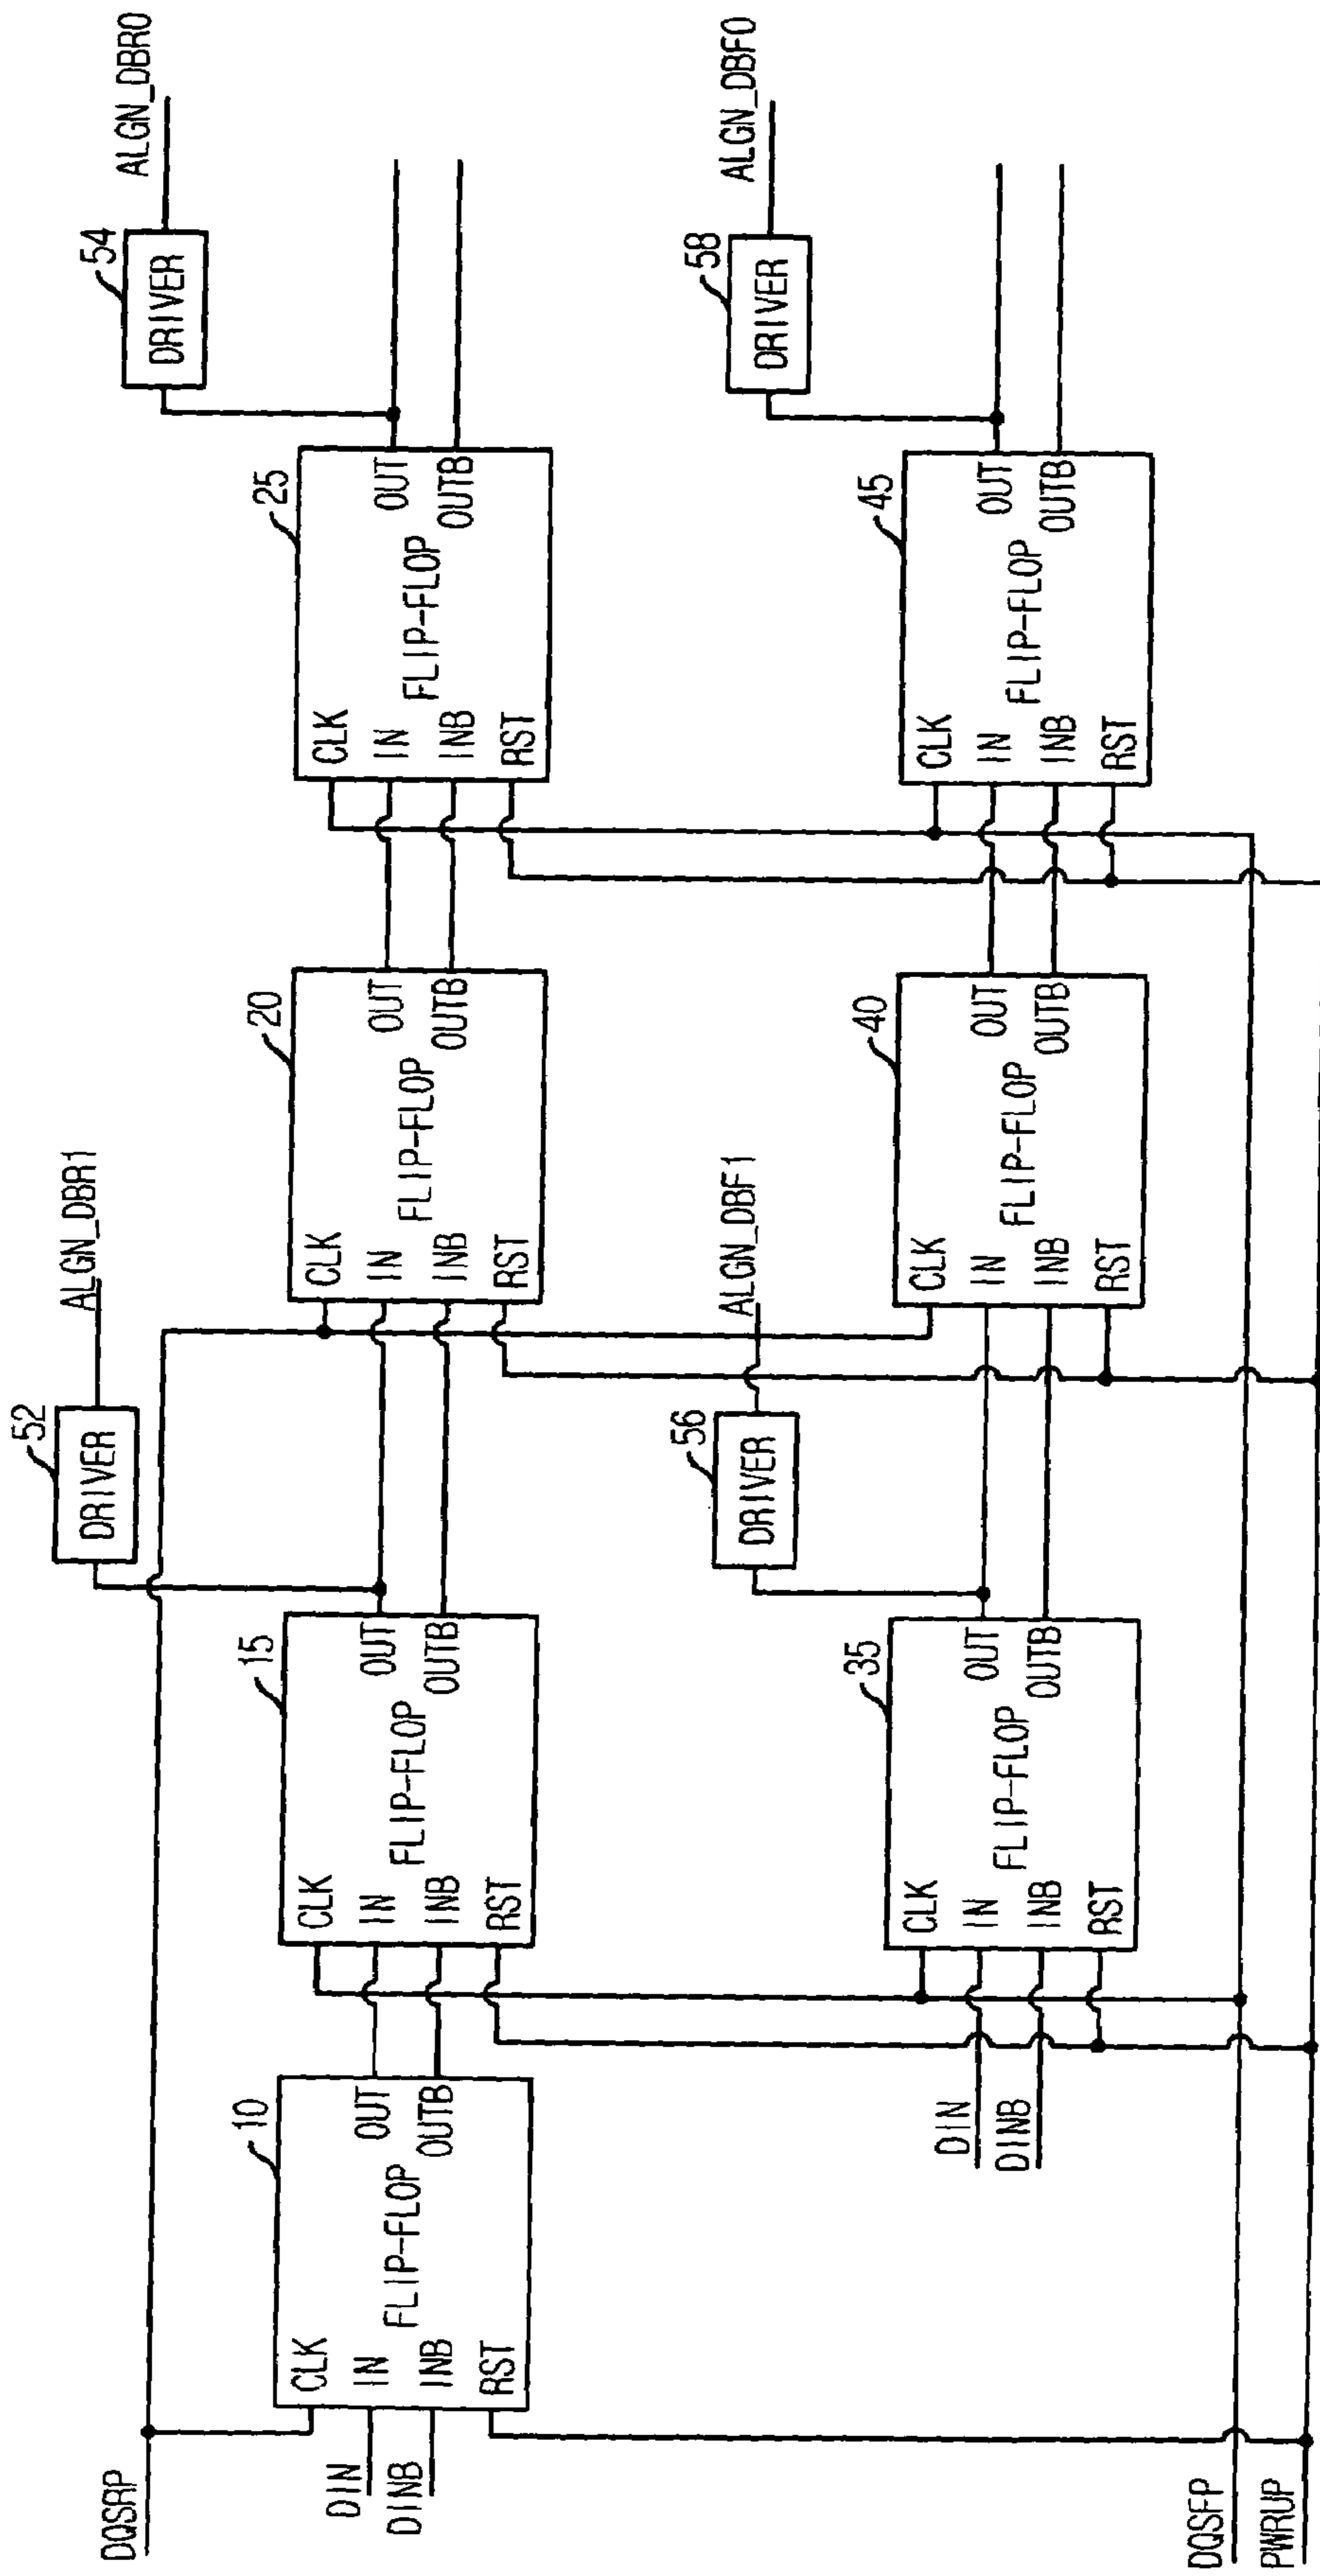 DQSRP
DIN
DINB
10
CLK
IN
INB
RST
FLIP-FLOP
OUT
OUTB
15
CLK
IN
INB
RST
FLIP-FLOP
OUT
OUTB
52
DRIVER
ALGN_DBR1
20
CLK
IN
INB
RST
FLIP-FLOP
OUT
OUTB
25
CLK
IN
INB
RST
FLIP-FLOP
OUT
OUTB
54
DRIVER
ALGN_DBR0
DIN
DINB
35
CLK
IN
INB
RST
FLIP-FLOP
OUT
OUTB
56
DRIVER
ALGN_DBF1
40
CLK
IN
INB
RST
FLIP-FLOP
OUT
OUTB
45
CLK
IN
INB
RST
FLIP-FLOP
OUT
OUTB
58
DRIVER
ALGN_DBF0
DQSFP
PWRUP